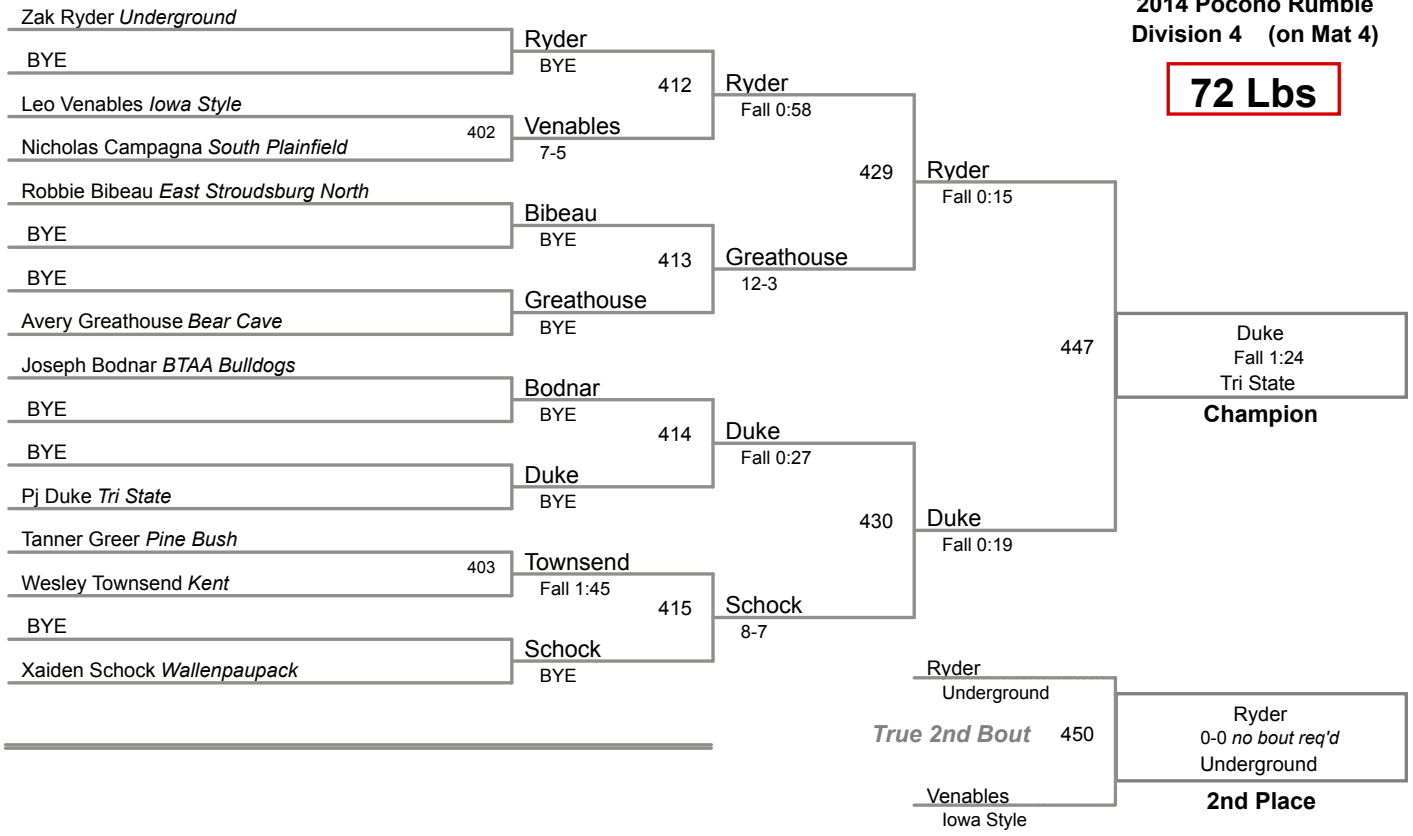 2014 Pocono Rumble
Division 4 (on Mat 4)
72 Lbs
Zak Ryder Underground
BYE
Leo Venables Iowa Style
Nicholas Campagna South Plainfield
Robbie Bibeau East Stroudsburg North
BYE
BYE
Avery Greathouse Bear Cave
Joseph Bodnar BTAA Bulldogs
BYE
BYE
Pj Duke Tri State
Tanner Greer Pine Bush
Wesley Townsend Kent
BYE
Xaiden Schock Wallenpaupack
402
403
Ryder
BYE
Venables
7-5
Bibeau
BYE
Greathouse
BYE
Bodnar
BYE
Duke
BYE
Townsend
Fall 1:45
Schock
BYE
412
413
414
415
Ryder
Fall 0:58
Greathouse
12-3
Duke
Fall 0:27
Schock
8-7
429
430
Ryder
Fall 0:15
Duke
Fall 0:19
447
Duke
Fall 1:24
Tri State
Champion
Ryder
Underground
True 2nd Bout 450
Venables
Iowa Style
Ryder
0-0 no bout req'd
Underground
2nd Place